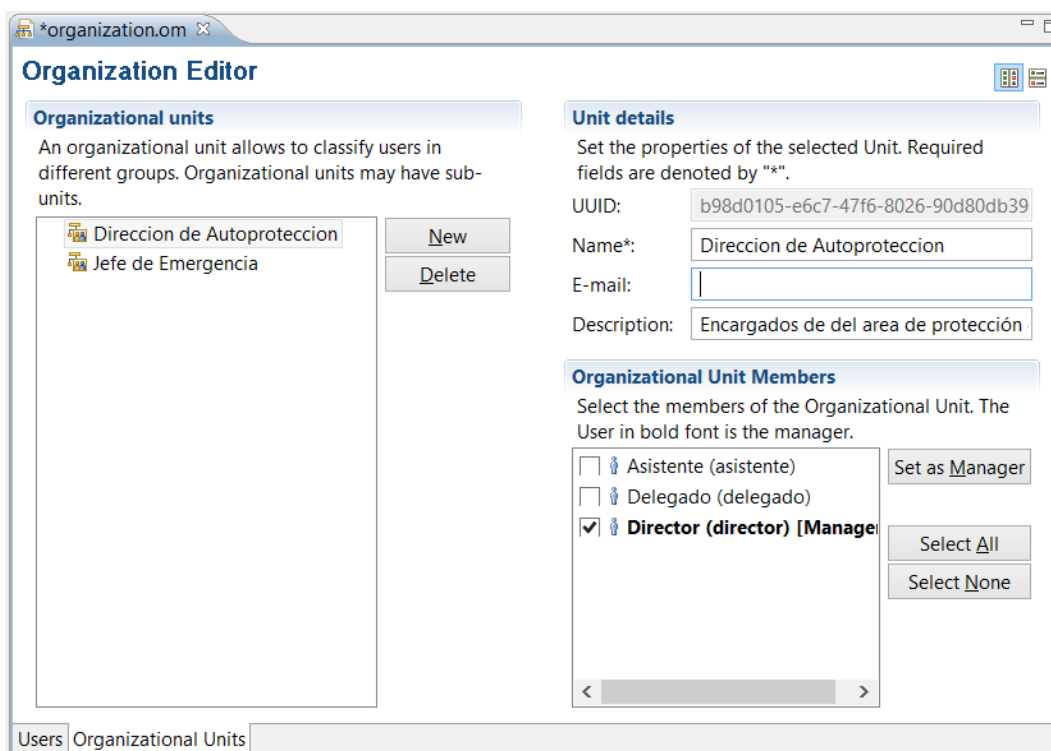 *organization.om
Organization Editor
Organizational units
An organizational unit allows to classify users in
different groups. Organizational units may have sub-
units.
Direccion de Autoproteccion
Jefe de Emergencia
New
Delete
Unit details
Set the properties of the selected Unit. Required
fields are denoted by "*".
UUID: b98d0105-e6c7-47f6-8026-90d80db39
Name*: Direccion de Autoproteccion
E-mail:
Description: Encargados de del area de protección
Organizational Unit Members
Select the members of the Organizational Unit. The
User in bold font is the manager.
Asistente (asistente)
Delegado (delegado)
Director (director) [Manager
Set as Manager
Select All
Select None
Users Organizational Units